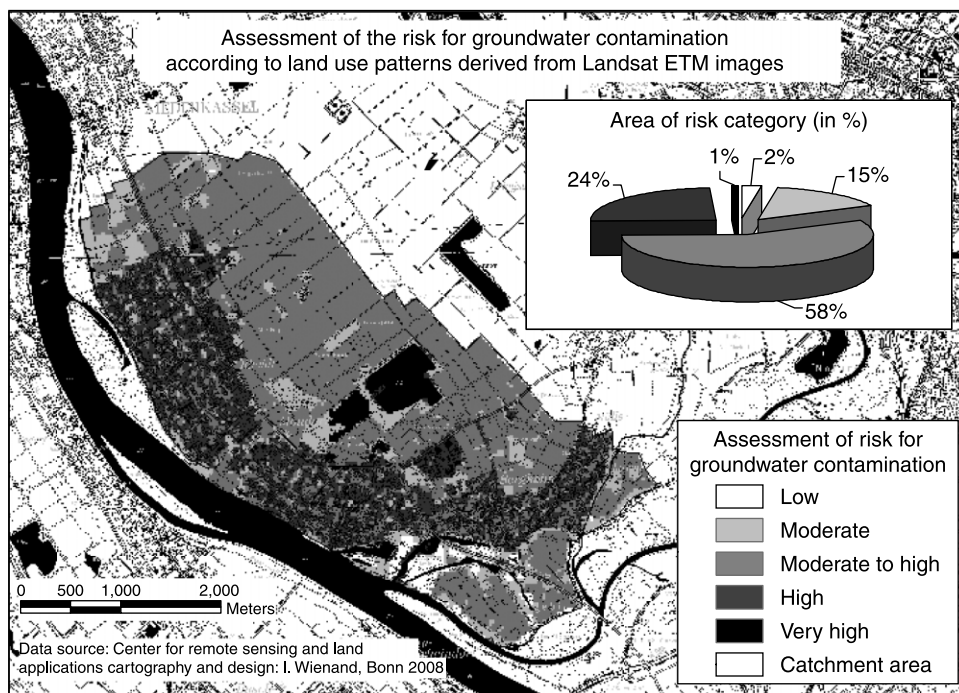 Assessment of the risk for groundwater contamination
according to land use patterns derived from Landsat ETM images
Area of risk category (in %)
1%
2%
24%
15%
58%
Assessment of risk for
groundwater contamination
Low
Moderate
Moderate to high
High
Very high
Catchment area
0 500 1,000 2,000
Meters
Data source: Center for remote sensing and land
applications cartography and design: I. Wienand, Bonn 2008